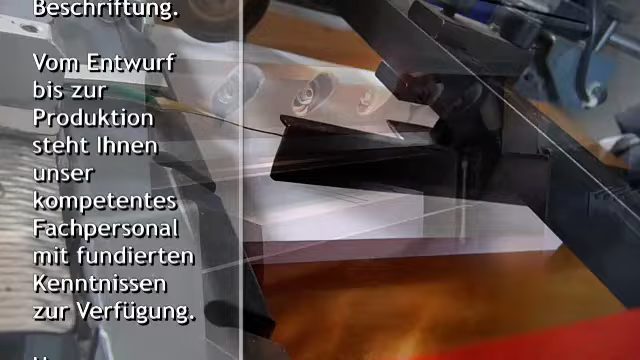 Beschriftung.
Vom Entwurf
bis zur
Produktion
steht Ihnen
unser
kompetentes
Fachpersonal
mit fundierten
Kenntnissen
zur Verfügung.